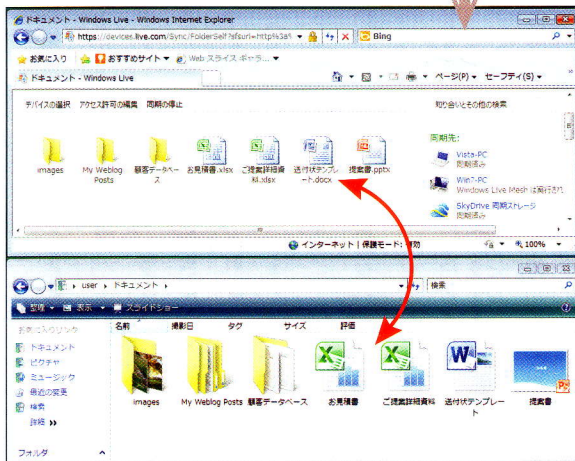 ドキュメント - Windows Live - Windows Internet Explorer
https://devices.live.com/Sync/FolderSelf?sfsurl=http%3a%
Bing
お気に入り おすすめサイト Web スライス ギャラ...
ドキュメント - Windows Live
ページ(P) セーフティ(S)
デバイスの選択 アクセス許可の編集 同期の停止
知り合いとその他の検索
同期先:
Vista-PC
同期済み
Win7-PC
Windows Live Mesh は実行され
SkyDrive 同期ストレージ
同期済み
images
My Weblog Posts
顧客データベース
お見積書.xlsx
ご提案詳細資料.xlsx
送付状テンプレート.docx
提案書.pptx
インターネット | 保護モード: 有効
100%
user ドキュメント
検索
整理 表示 スライドショー
お気に入りリンク
ドキュメント
ピクチャ
ミュージック
最近の変更
検索
詳細 »
フォルダ
名前 撮影日 タグ サイズ 評価
images
My Weblog Posts
顧客データベース
お見積書
ご提案詳細資料
送付状テンプレート
提案書